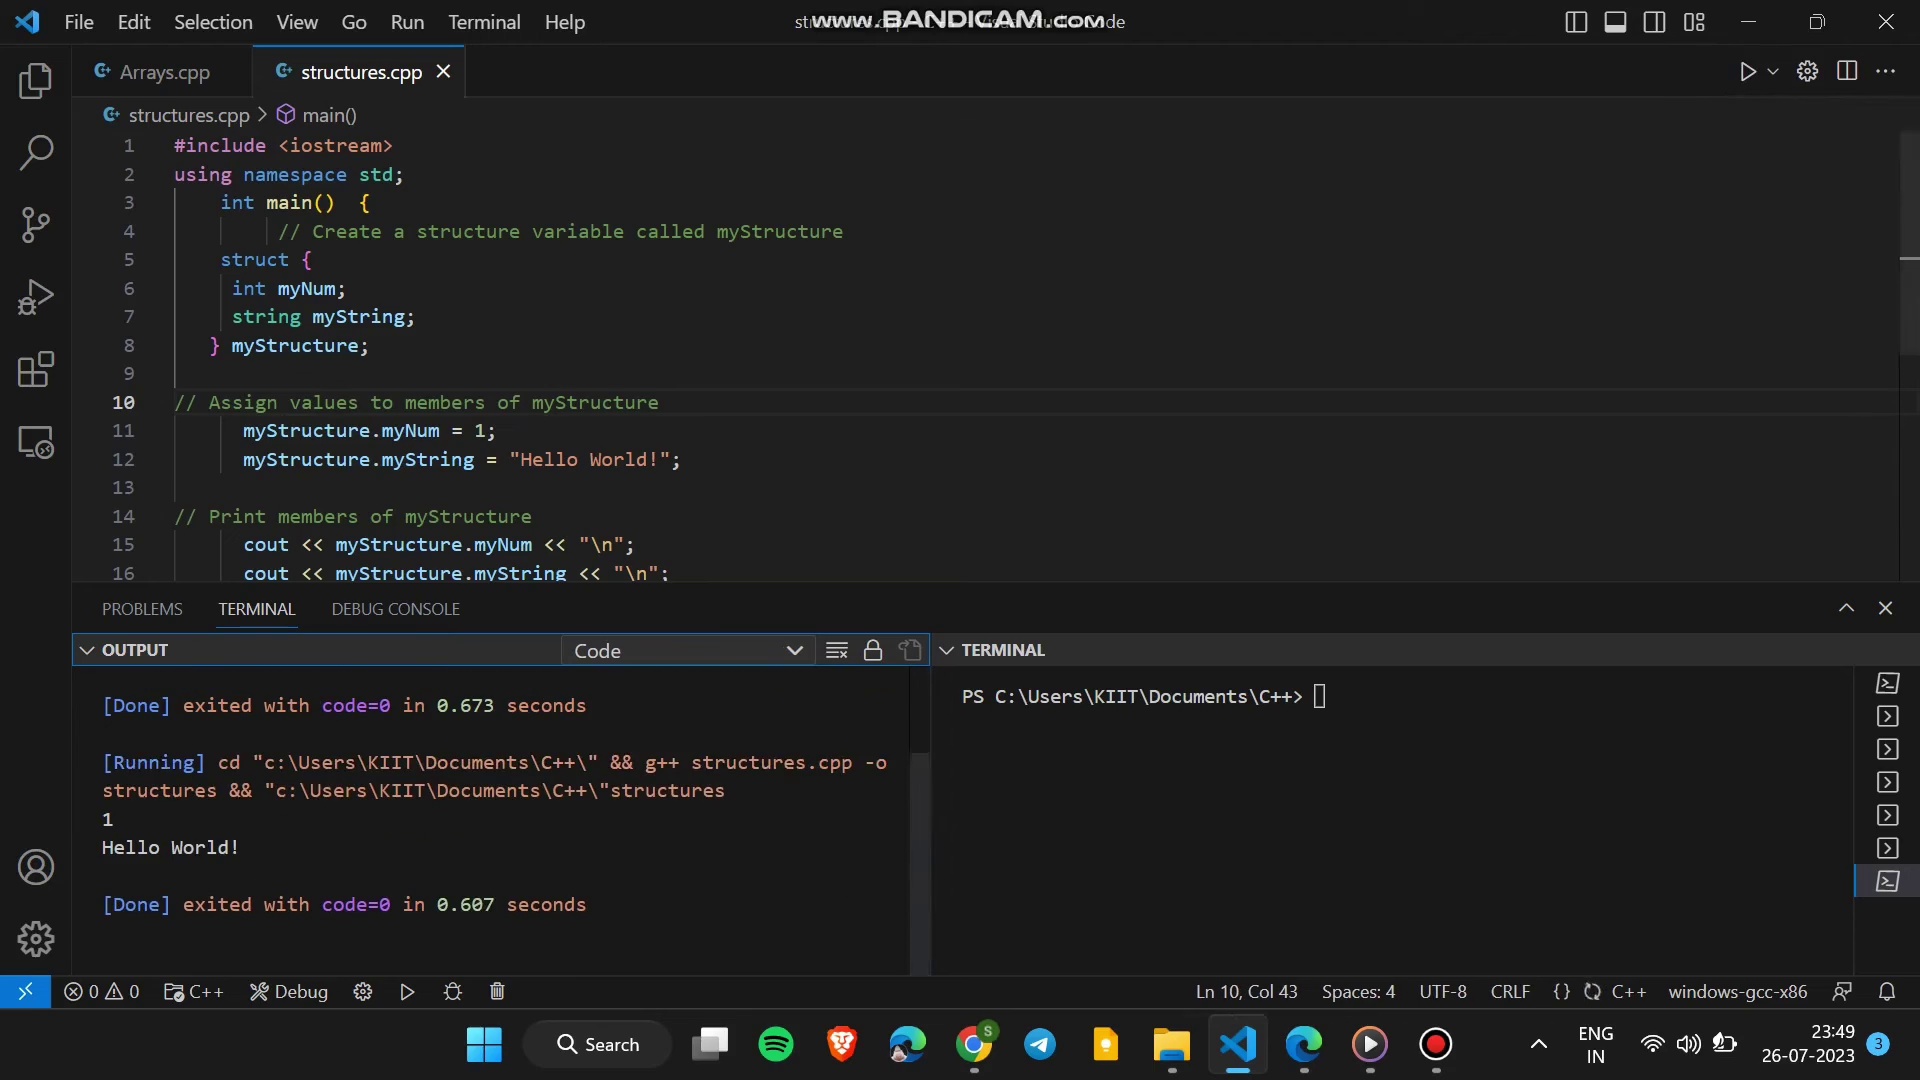 File Edit Selection View Go Run Terminal Help
www.BANDICAM.com
Arrays.cpp structures.cpp
structures.cpp > main()
1 #include <iostream>
2 using namespace std;
3 int main() {
4 // Create a structure variable called myStructure
5 struct {
6 int myNum;
7 string myString;
8 } myStructure;
9
10 // Assign values to members of myStructure
11 myStructure.myNum = 1;
12 myStructure.myString = "Hello World!";
13
14 // Print members of myStructure
15 cout << myStructure.myNum << "\n";
16 cout << myStructure.myString << "\n";
PROBLEMS TERMINAL DEBUG CONSOLE
OUTPUT Code TERMINAL
[Done] exited with code=0 in 0.673 seconds
[Running] cd "c:\Users\KIIT\Documents\C++\" && g++ structures.cpp -o
structures && "c:\Users\KIIT\Documents\C++\"structures
1
Hello World!
[Done] exited with code=0 in 0.607 seconds
PS C:\Users\KIIT\Documents\C++>
0 0 C++ Debug Ln 10, Col 43 Spaces: 4 UTF-8 CRLF {} C++ windows-gcc-x86
Search
S
ENG
IN
23:49
26-07-2023
3